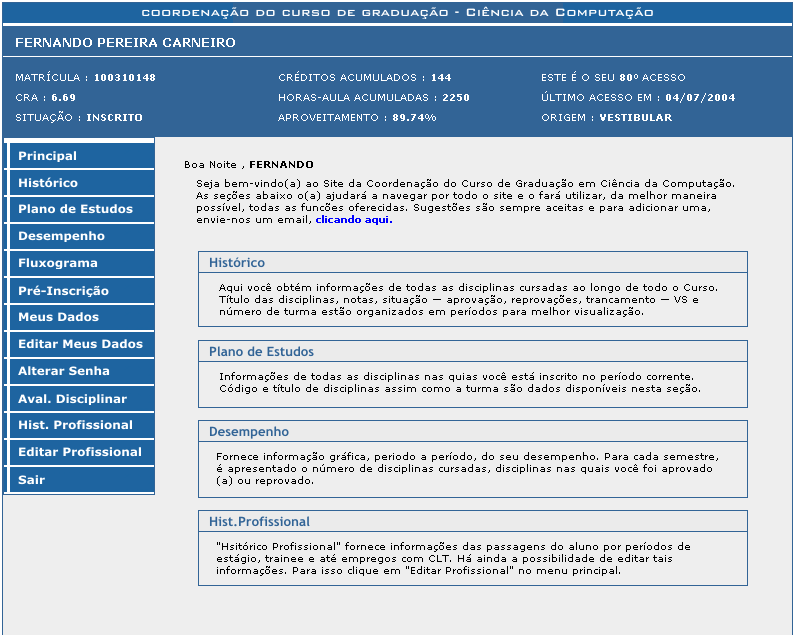 COORDENAÇÃO DO CURSO DE GRADUAÇÃO - CIÊNCIA DA COMPUTAÇÃO
FERNANDO PEREIRA CARNEIRO
MATRÍCULA : 100310148
CRÉDITOS ACUMULADOS : 144
ESTE É O SEU 80º ACESSO
CRA : 6.69
HORAS-AULA ACUMULADAS : 2250
ÚLTIMO ACESSO EM : 04/07/2004
SITUAÇÃO : INSCRITO
APROVEITAMENTO : 89.74%
ORIGEM : VESTIBULAR
Principal
Histórico
Plano de Estudos
Desempenho
Fluxograma
Pré-Inscrição
Meus Dados
Editar Meus Dados
Alterar Senha
Aval. Disciplinar
Hist. Profissional
Editar Profissional
Sair
Boa Noite , FERNANDO
Seja bem-vindo(a) ao Site da Coordenação do Curso de Graduação em Ciência da Computação.
As seções abaixo o(a) ajudará a navegar por todo o site e o fará utilizar, da melhor maneira
possível, todas as funcões oferecidas. Sugestões são sempre aceitas e para adicionar uma,
envie-nos um email, clicando aqui.
Histórico
Aqui você obtém informações de todas as disciplinas cursadas ao longo de todo o Curso.
Título das disciplinas, notas, situação — aprovação, reprovações, trancamento — VS e
número de turma estão organizados em períodos para melhor visualização.
Plano de Estudos
Informações de todas as disciplinas nas quias você está inscrito no período corrente.
Código e título de disciplinas assim como a turma são dados disponíveis nesta seção.
Desempenho
Fornece informação gráfica, periodo a período, do seu desempenho. Para cada semestre,
é apresentado o número de disciplinas cursadas, disciplinas nas quais você foi aprovado
(a) ou reprovado.
Hist.Profissional
"Hsitórico Profissional" fornece informações das passagens do aluno por períodos de
estágio, trainee e até empregos com CLT. Há ainda a possibilidade de editar tais
informações. Para isso clique em "Editar Profissional" no menu principal.